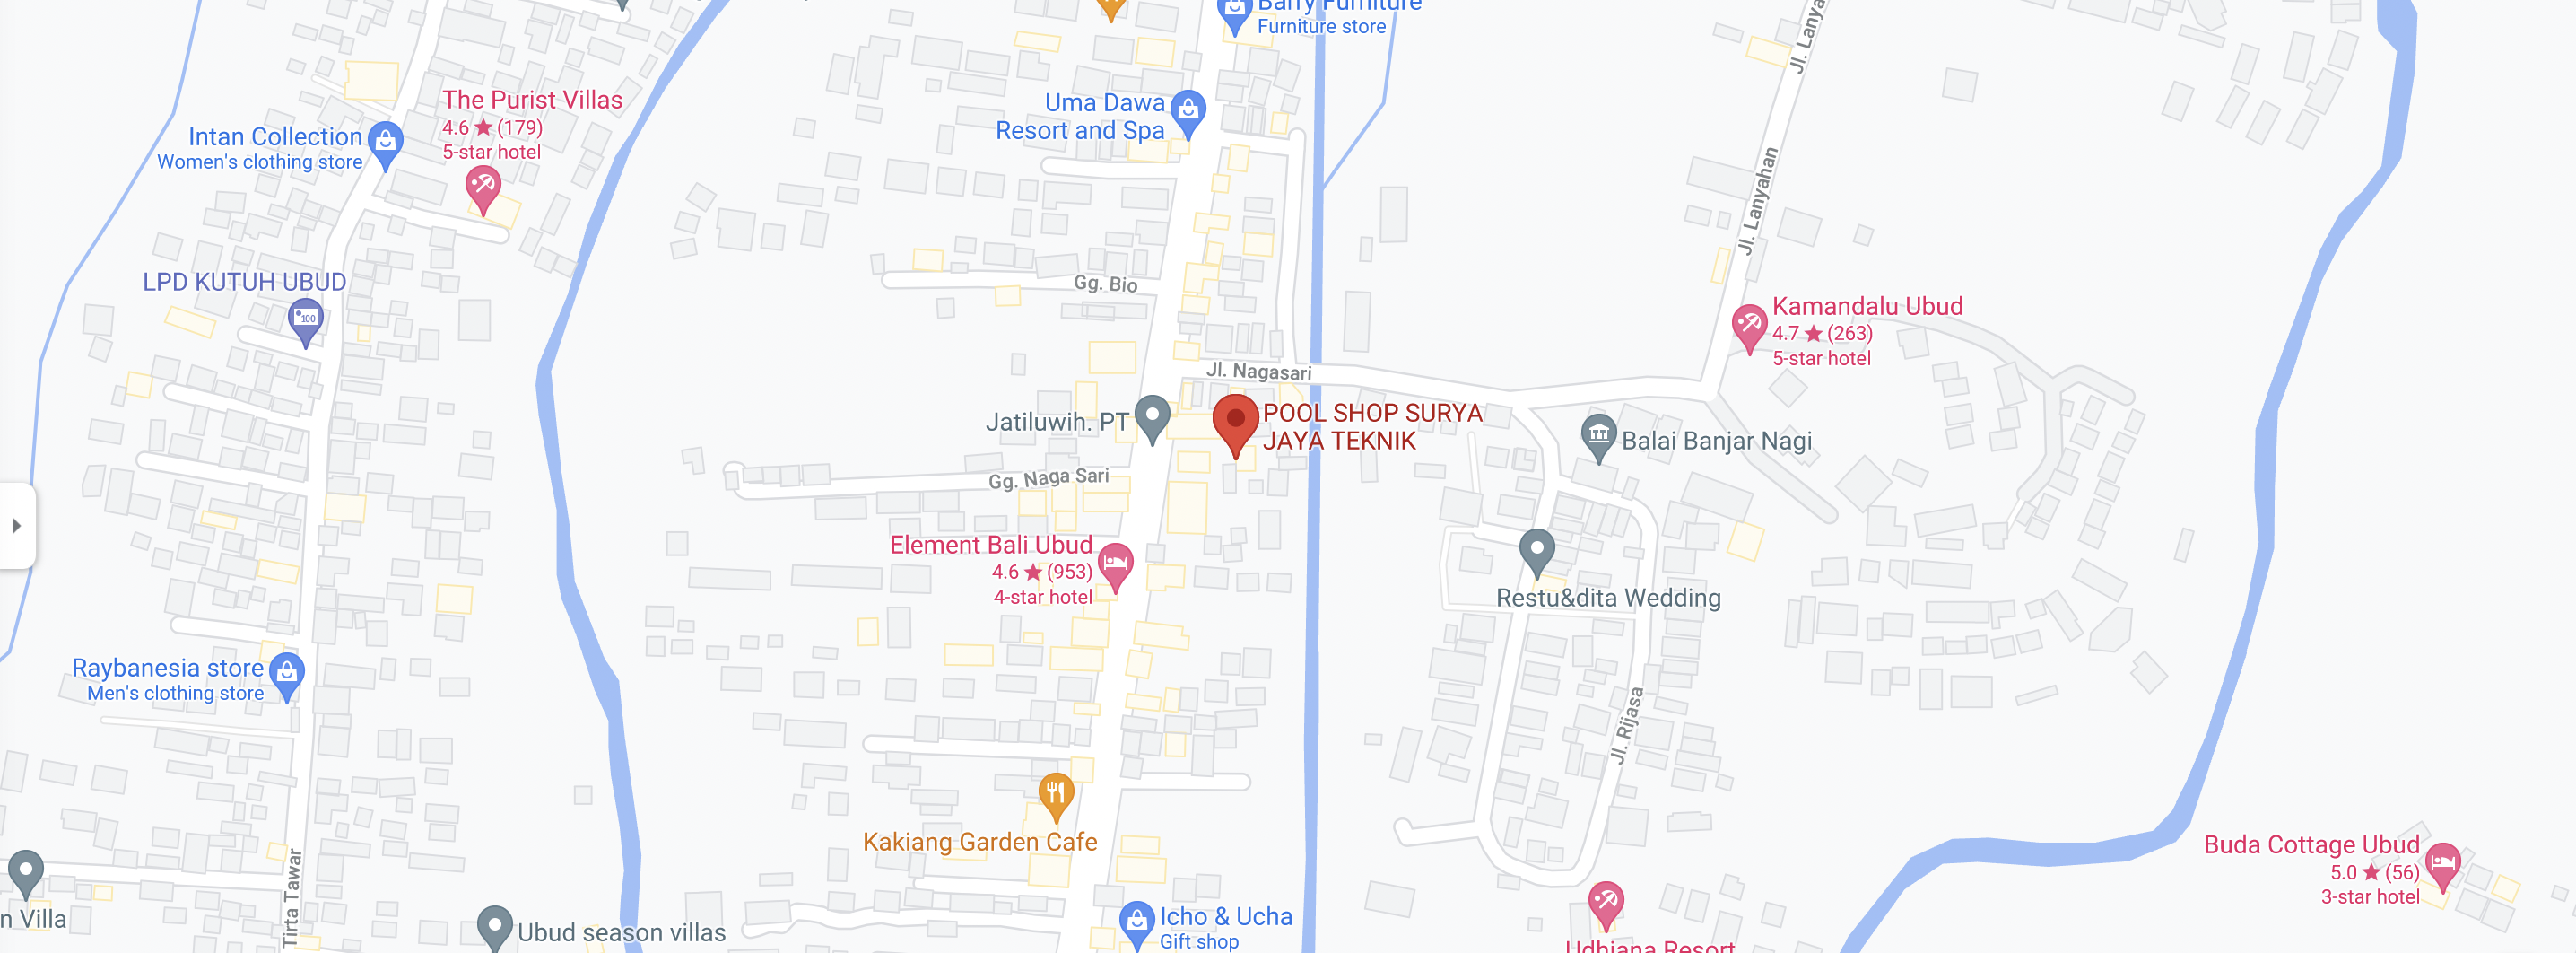 Barry Furniture
Furniture store
Jl. Lanya
The Purist Villas
4.6 ★ (179)
5-star hotel
Uma Dawa
Resort and Spa
Intan Collection
Women's clothing store
Jl. Lanyahan
LPD KUTUH UBUD
100
Gg. Bio
Kamandalu Ubud
4.7 ★ (263)
5-star hotel
Jl. Nagasari
Jatiluwih. PT
POOL SHOP SURYA
JAYA TEKNIK
Balai Banjar Nagi
Gg. Naga Sari
Element Bali Ubud
4.6 ★ (953)
4-star hotel
Restu&dita Wedding
Raybanesia store
Men's clothing store
Jl. Rijasa
Kakiang Garden Cafe
Buda Cottage Ubud
5.0 ★ (56)
3-star hotel
Tirta Tawar
n Villa
Ubud season villas
Icho & Ucha
Gift shop
Udhiana Resort